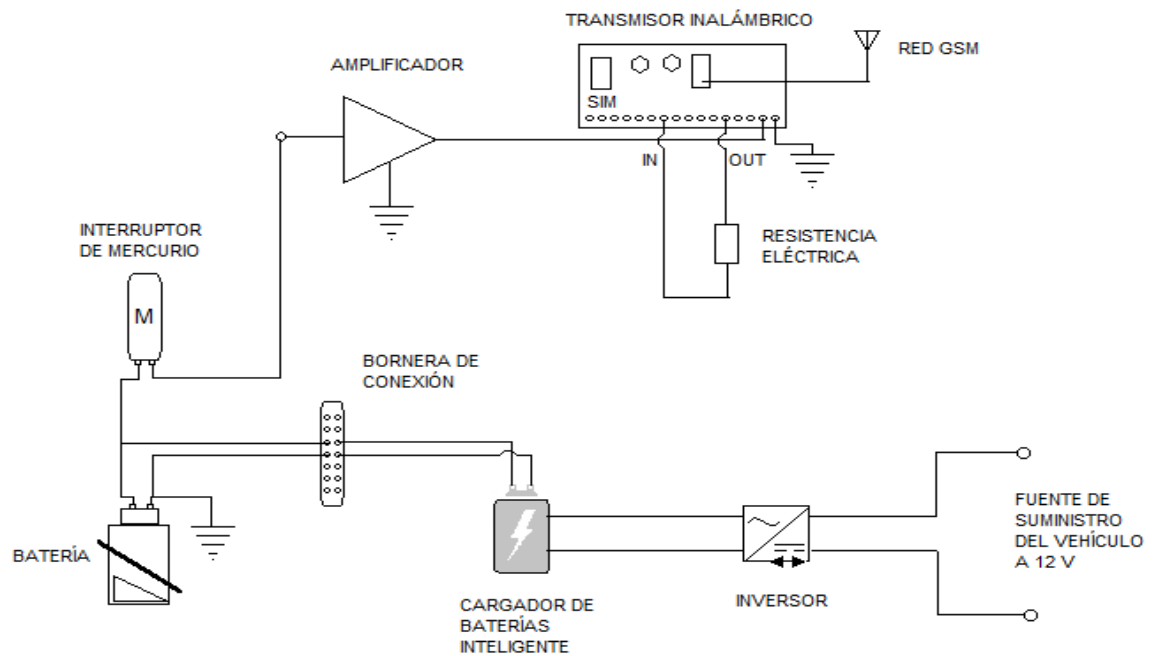 TRANSMISOR INALÁMBRICO
RED GSM
AMPLIFICADOR
SIM
IN
OUT
INTERRUPTOR
DE MERCURIO
RESISTENCIA
ELÉCTRICA
M
BORNERA DE
CONEXIÓN
FUENTE DE
SUMINISTRO
DEL VEHÍCULO
A 12 V
BATERÍA
INVERSOR
CARGADOR DE
BATERÍAS
INTELIGENTE